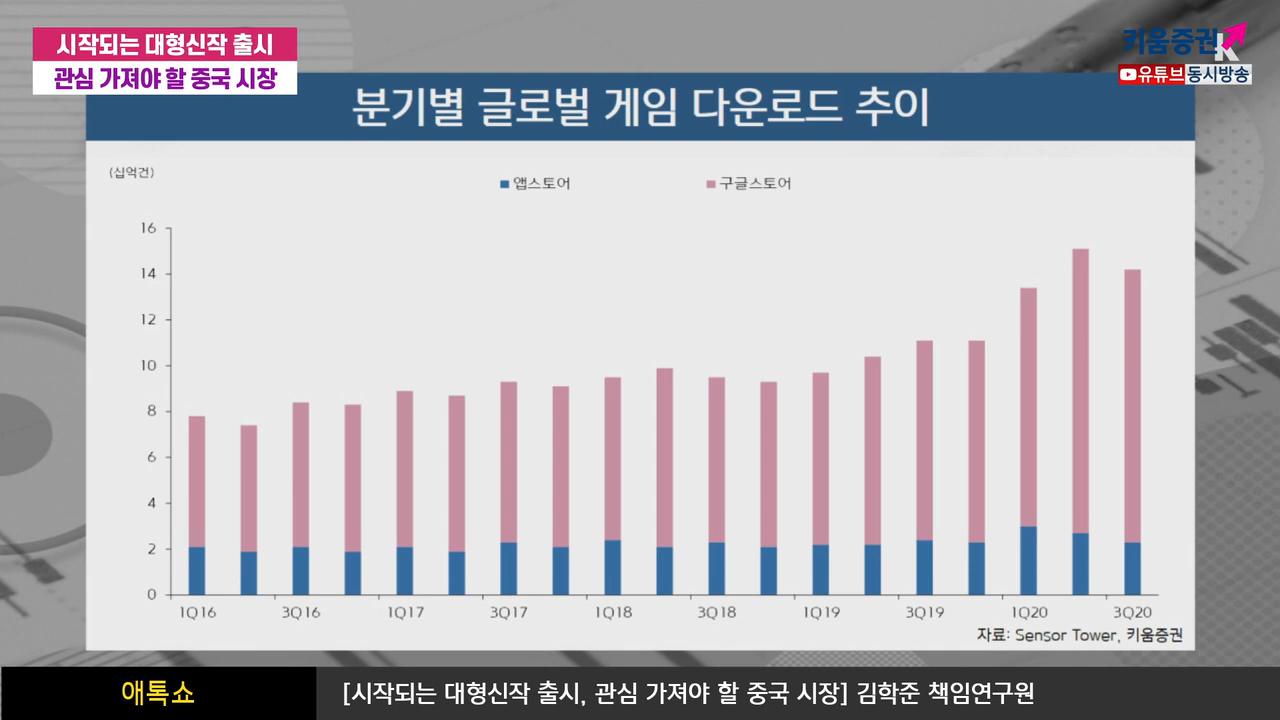 시작되는 대형신작 출시
관심 가져야 할 중국 시장
키움증권
유튜브동시방송
분기별 글로벌 게임 다운로드 추이
(십억건)
앱스토어 구글스토어
16
14
12
10
8
6
4
2
0
1Q16 3Q16 1Q17 3Q17 1Q18 3Q18 1Q19 3Q19 1Q20 3Q20
자료: Sensor Tower, 키움증권
애톡쇼 [시작되는 대형신작 출시, 관심 가져야 할 중국 시장] 김학준 책임연구원